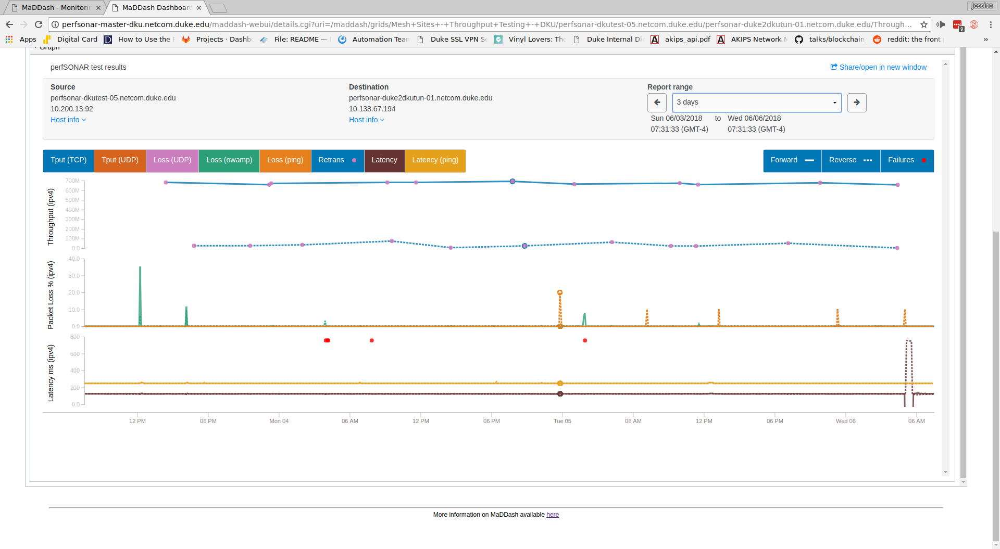 MaDDash - Monitorin
MaDDash Dashboard
Jessica
perfsonar-master-dku.netcom.duke.edu/maddash-webui/details.cgi?uri=/maddash/grids/Mesh+Sites+-+Throughput+Testing+-+DKU/perfsonar-dkutest-05.netcom.duke.edu/perfsonar-duke2dkutun-01.netcom.duke.edu/Through...
9
Apps
Digital Card
How to Use the
Projects · Dashb
File: README —
Automation Tea
Duke SSL VPN S
Vinyl Lovers: The
Duke Internal Di
akips_api.pdf
AKIPS Network
talks/blockchain
reddit: the front
»
Graph
perfSONAR test results
Share/open in new window
Source
perfsonar-dkutest-05.netcom.duke.edu
10.200.13.92
Host info
Destination
perfsonar-duke2dkutun-01.netcom.duke.edu
10.138.67.194
Host info
Report range
3 days
Sun 06/03/2018 to Wed 06/06/2018
07:31:33 (GMT-4) 07:31:33 (GMT-4)
Tput (TCP)
Tput (UDP)
Loss (UDP)
Loss (owamp)
Loss (ping)
Retrans
Latency
Latency (ping)
Forward
Reverse
Failures
Throughput (ipv4)
700M
600M
500M
400M
300M
200M
100M
0.0
Packet Loss % (ipv4)
40.0
30.0
20.0
10.0
0.0
Latency ms (ipv4)
800
600
400
200
0.0
12 PM
06 PM
Mon 04
06 AM
12 PM
06 PM
Tue 05
06 AM
12 PM
06 PM
Wed 06
06 AM
More information on MaDDash available here